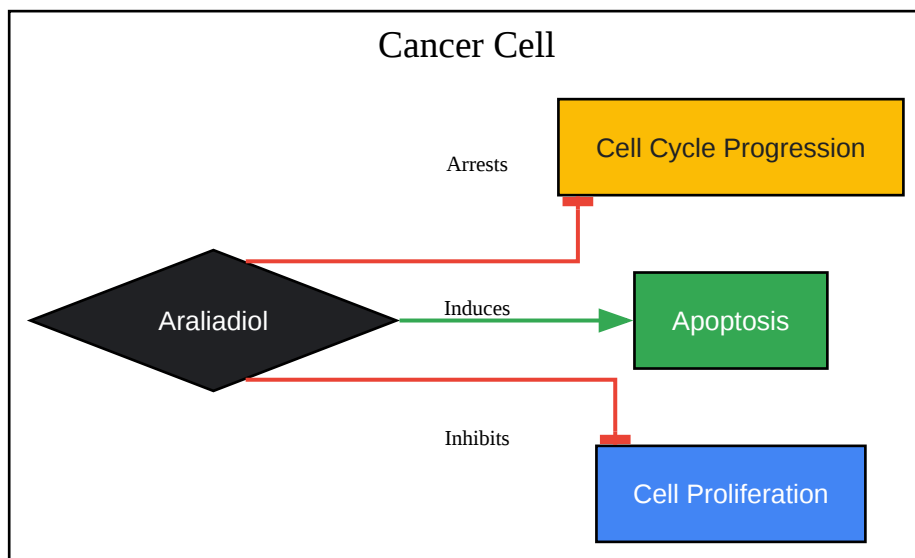 Cancer Cell
Cell Cycle Progression
Arrests
Araliadiol
Induces
Apoptosis
Inhibits
Cell Proliferation